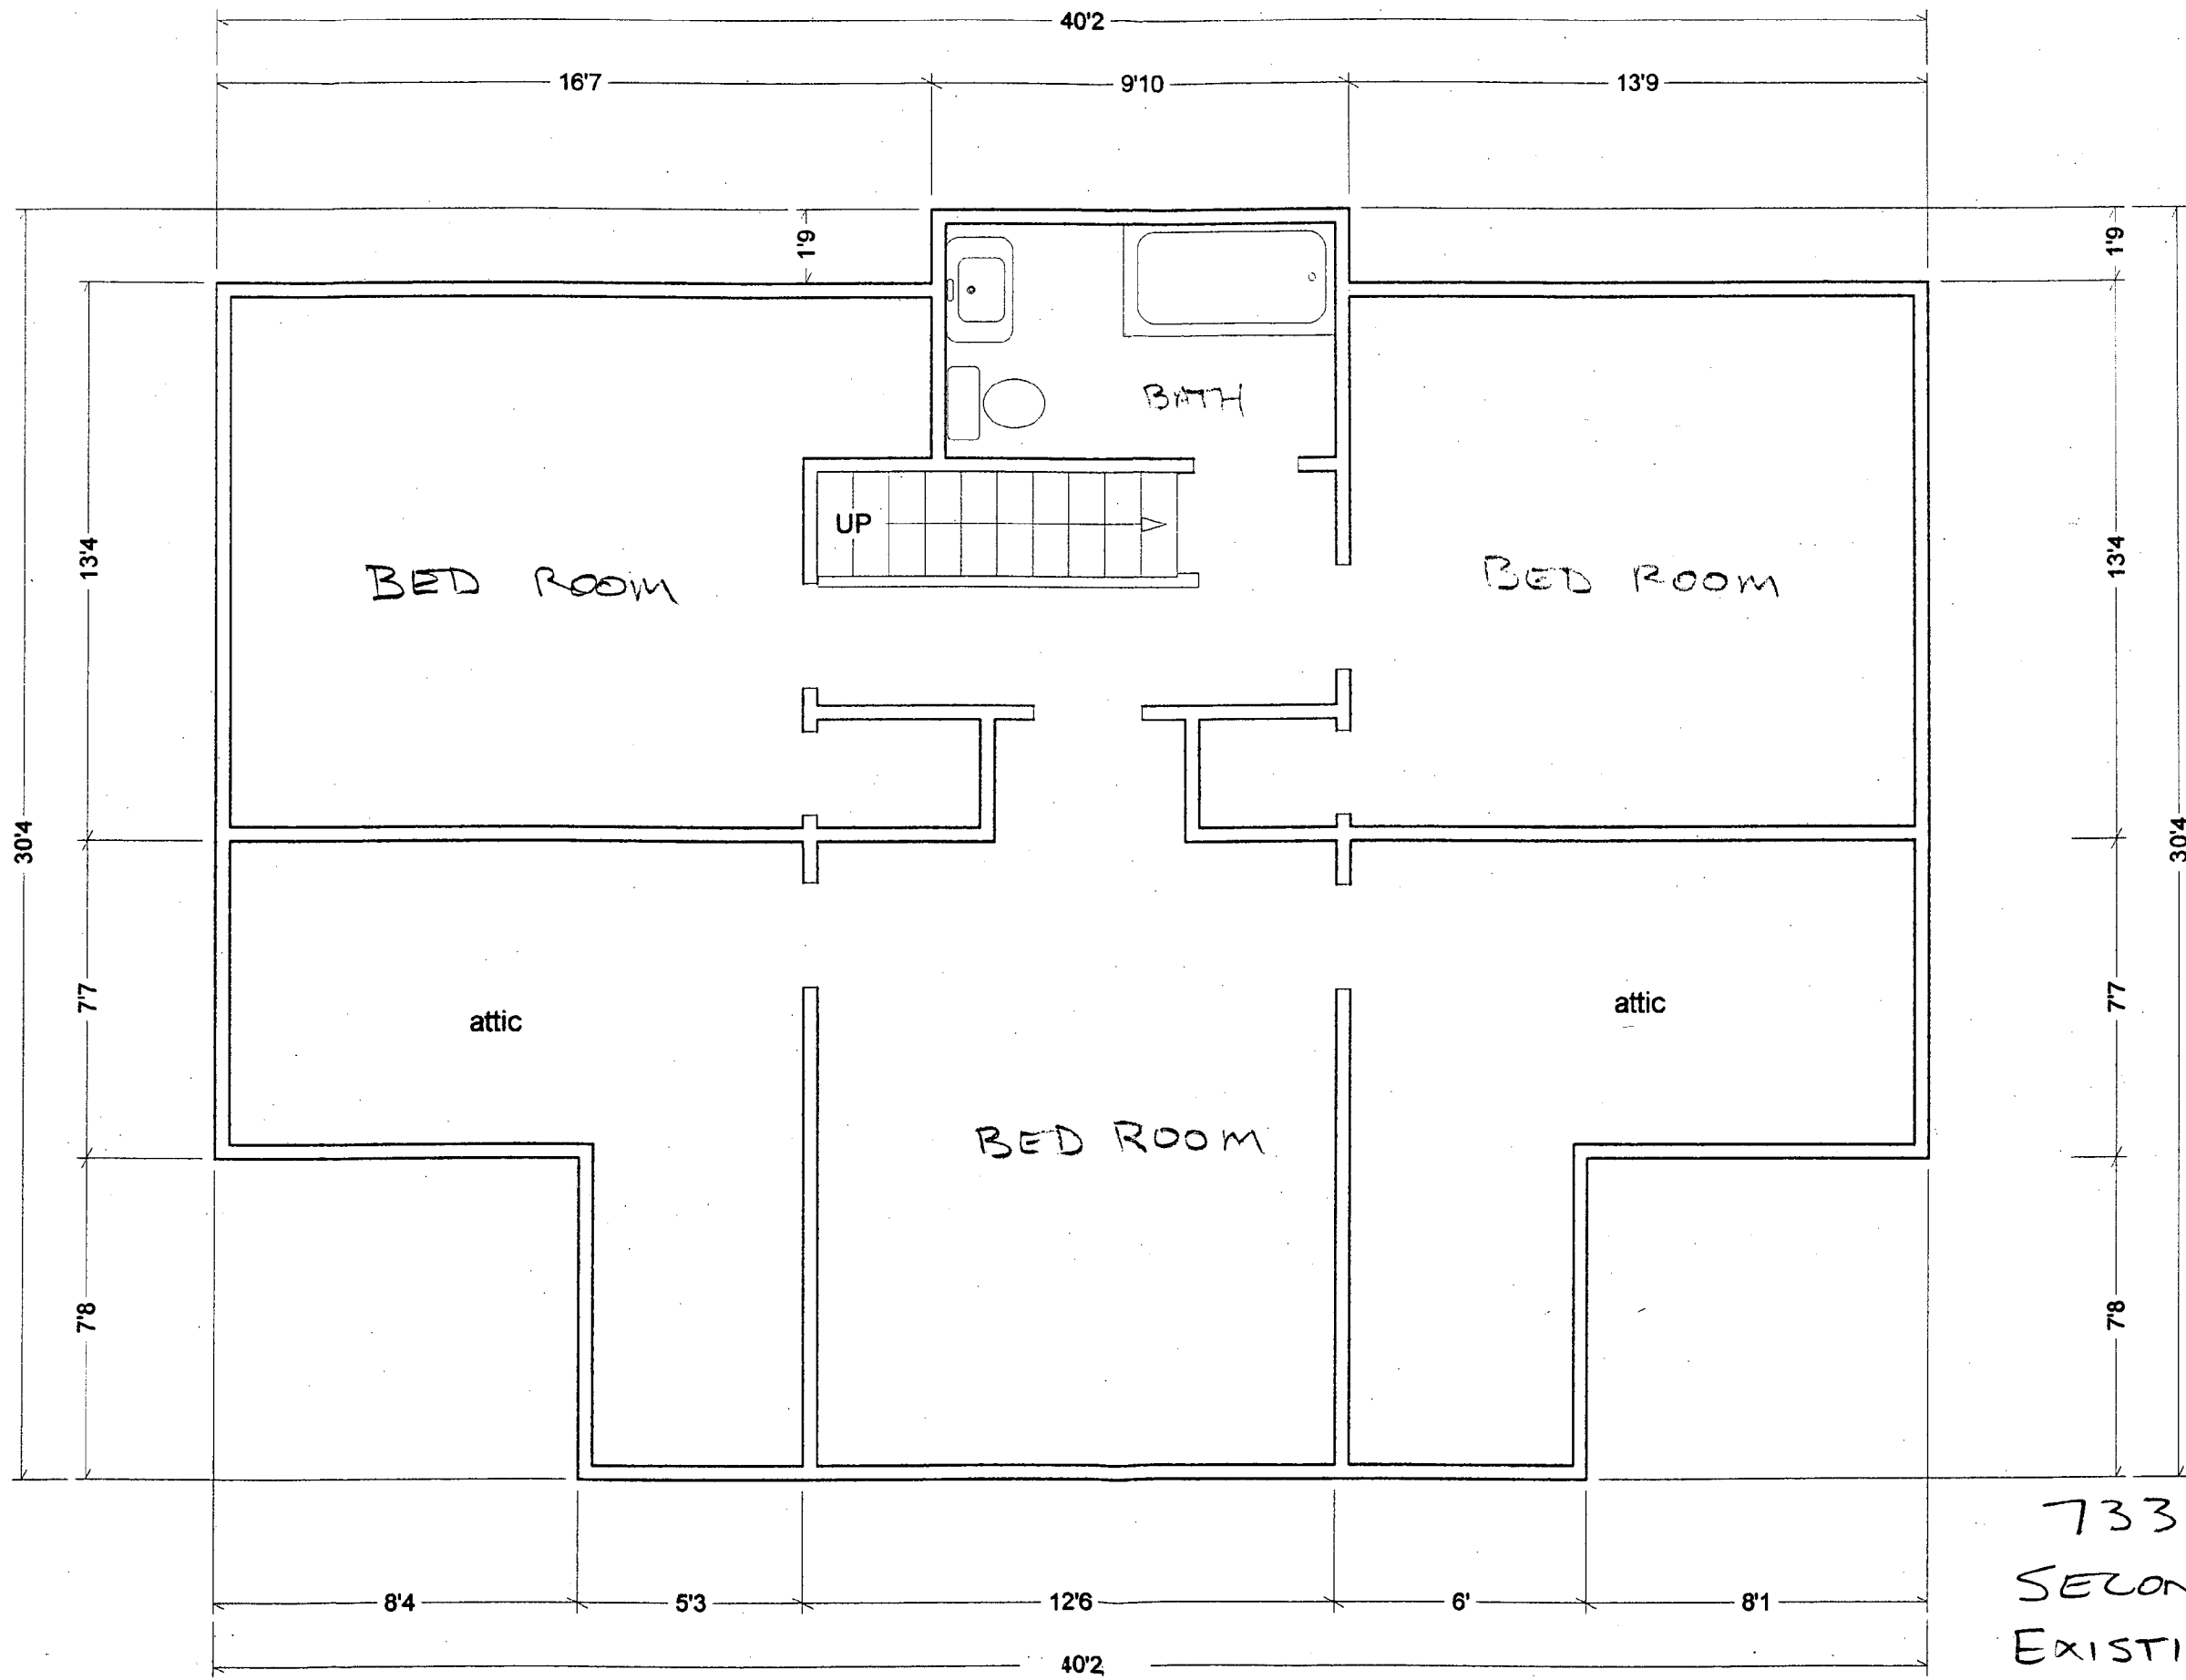 40'2
16'7 9'10 13'9
1'9 1'9
BATH
UP
13'4 BED ROOM BED ROOM 13'4
30'4 30'4
7'7 attic attic 7'7
BED ROOM
7'8 7'8
733
8'4 5'3 12'6 6' 8'1
SECON
EXISTI
40'2